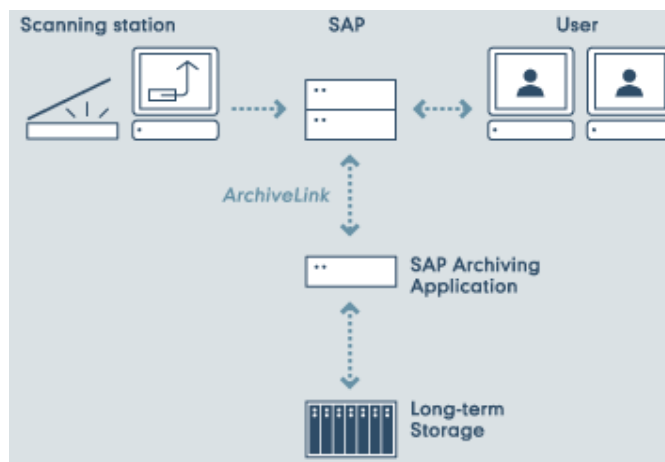 Scanning station
SAP
User
ArchiveLink
SAP Archiving
Application
Long-term
Storage